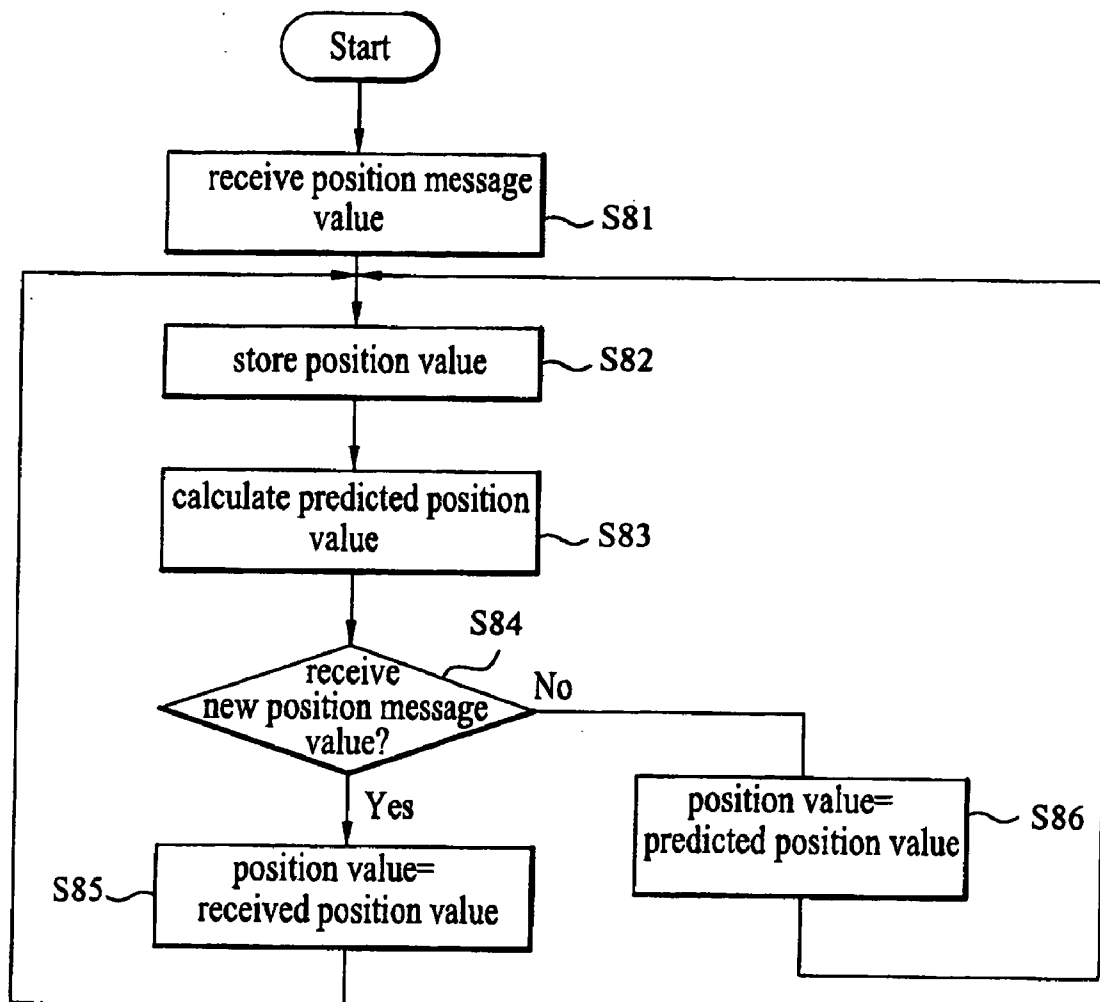 Start
receive position message
value
S81
store position value
S82
calculate predicted position
value
S83
S84
receive
new position message
value?
No
Yes
position value=
predicted position value
S86
position value=
received position value
S85